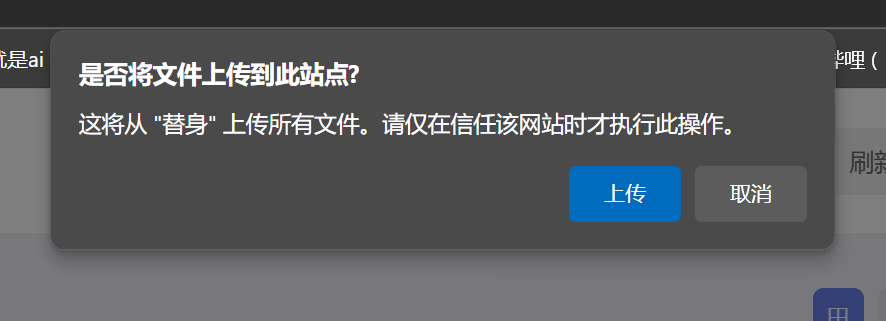 是ai
哔哩 (
是否将文件上传到此站点?
这将从 "替身" 上传所有文件。请仅在信任该网站时才执行此操作。
刷新
上传
取消